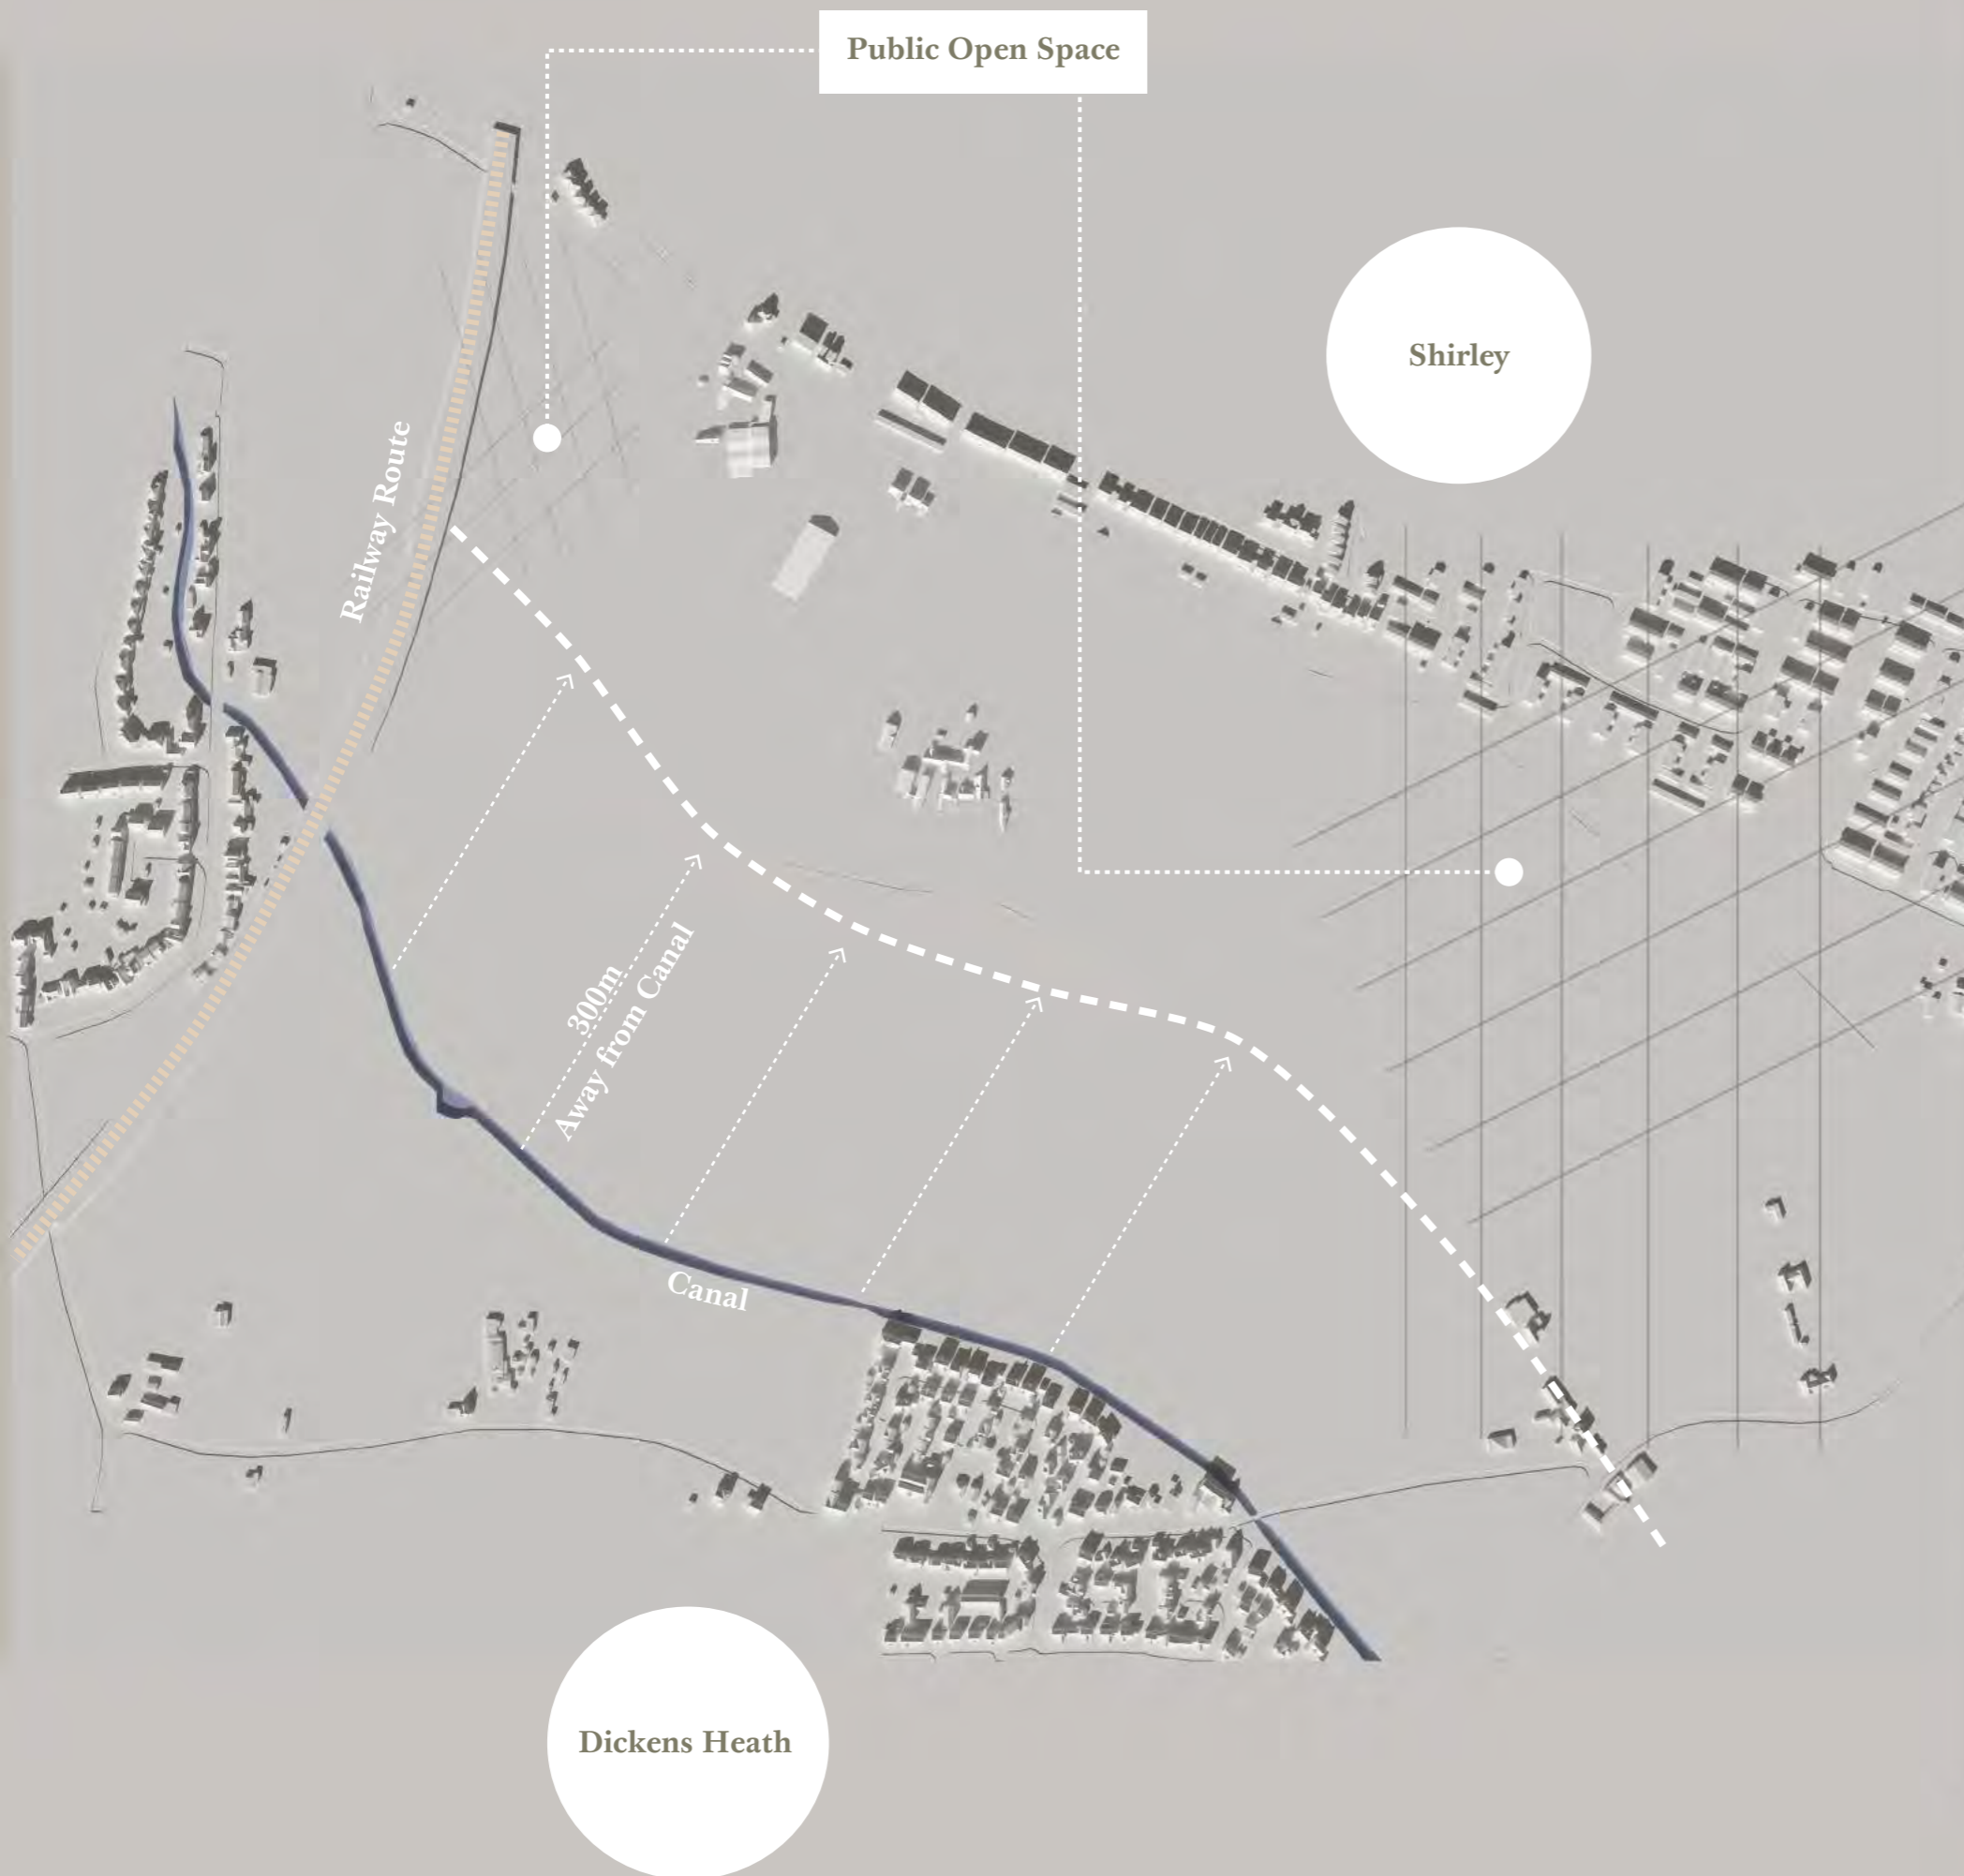 Public Open Space
Shirley
Railway Route
300m
Away from Canal
Canal
Dickens Heath